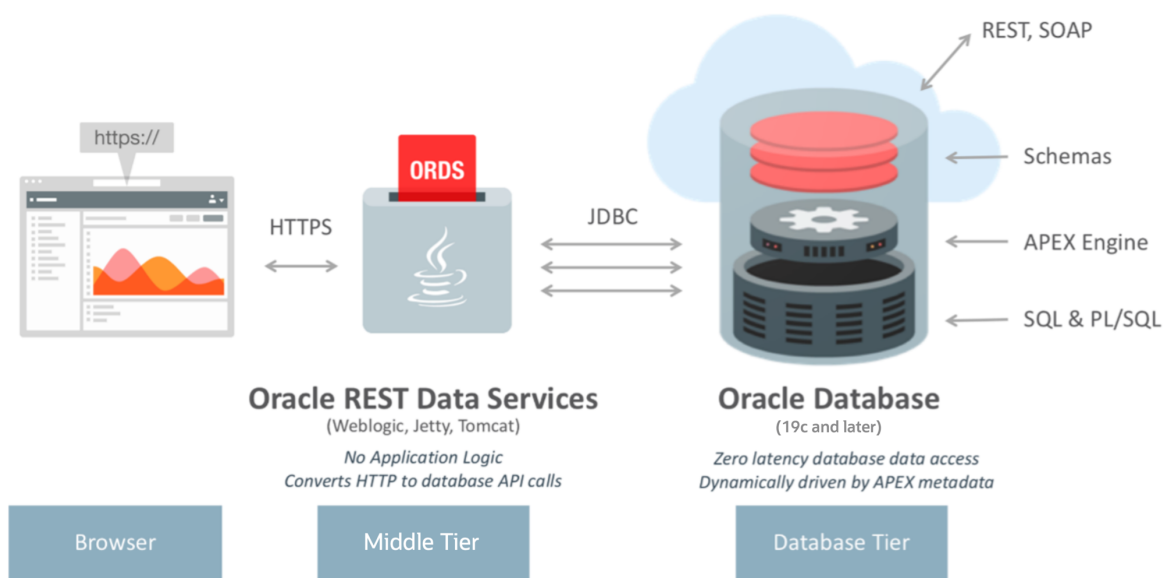 REST, SOAP
https://
ORDS
Schemas
HTTPS
JDBC
APEX Engine
SQL & PL/SQL
Oracle REST Data Services
(Weblogic, Jetty, Tomcat)
No Application Logic
Converts HTTP to database API calls
Oracle Database
(19c and later)
Zero latency database data access
Dynamically driven by APEX metadata
Browser
Middle Tier
Database Tier